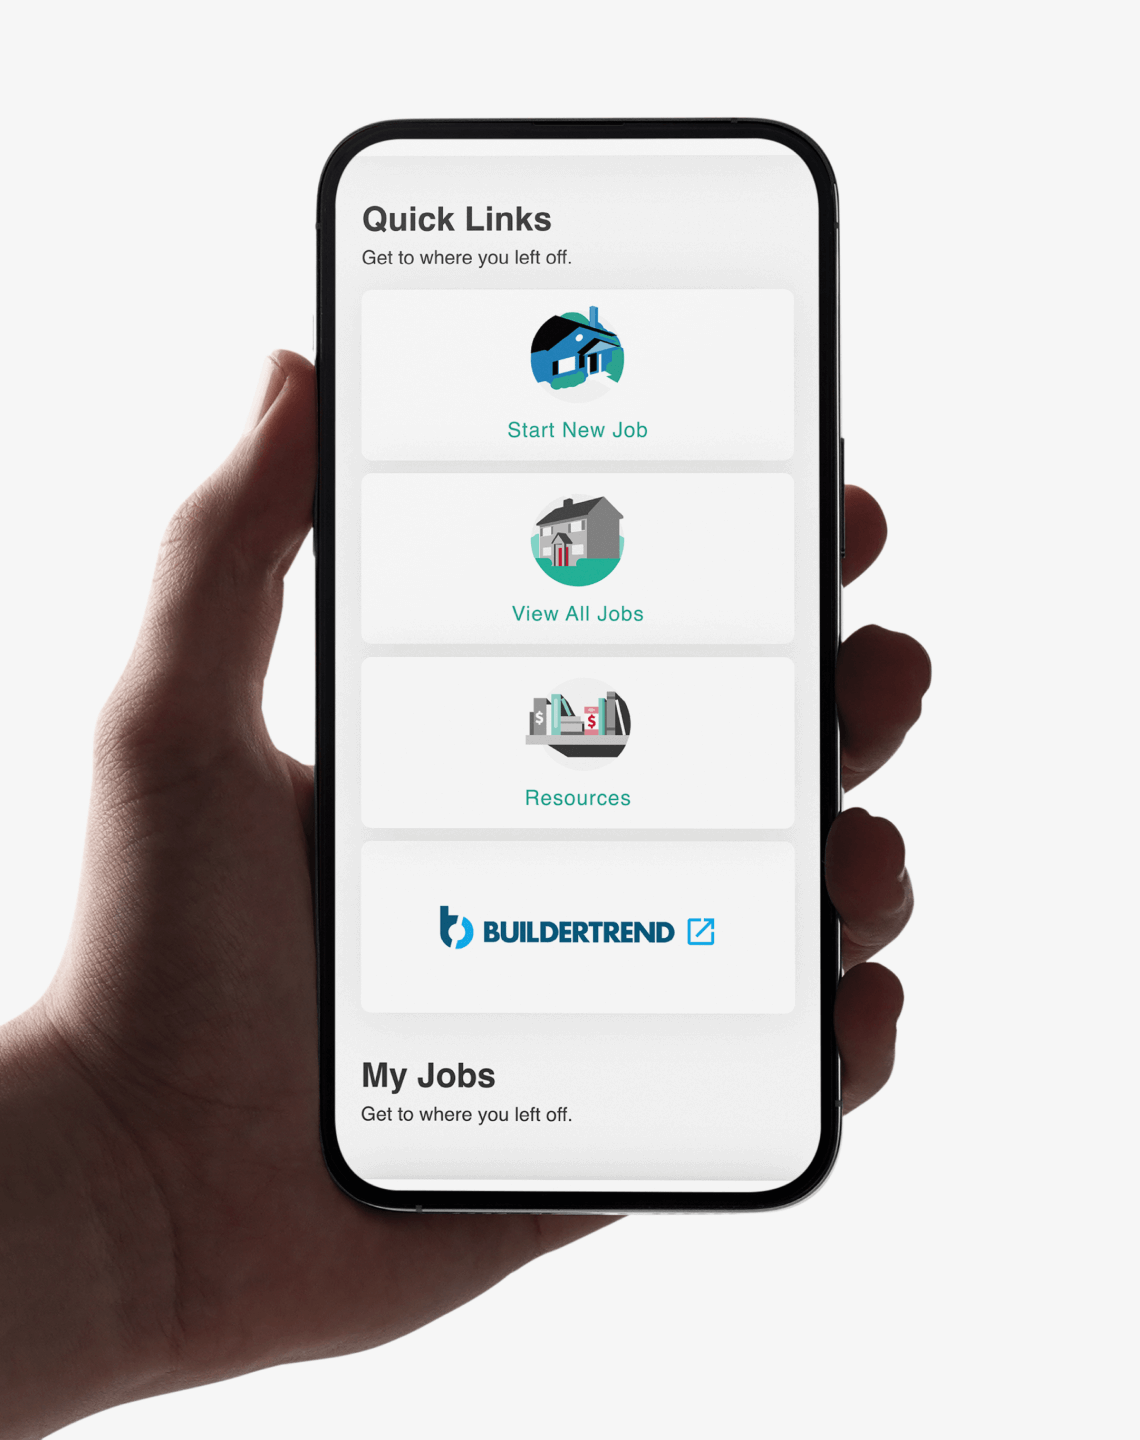 Quick Links
Get to where you left off.
Start New Job
View All Jobs
$
$
Resources
BUILDERTREND
My Jobs
Get to where you left off.